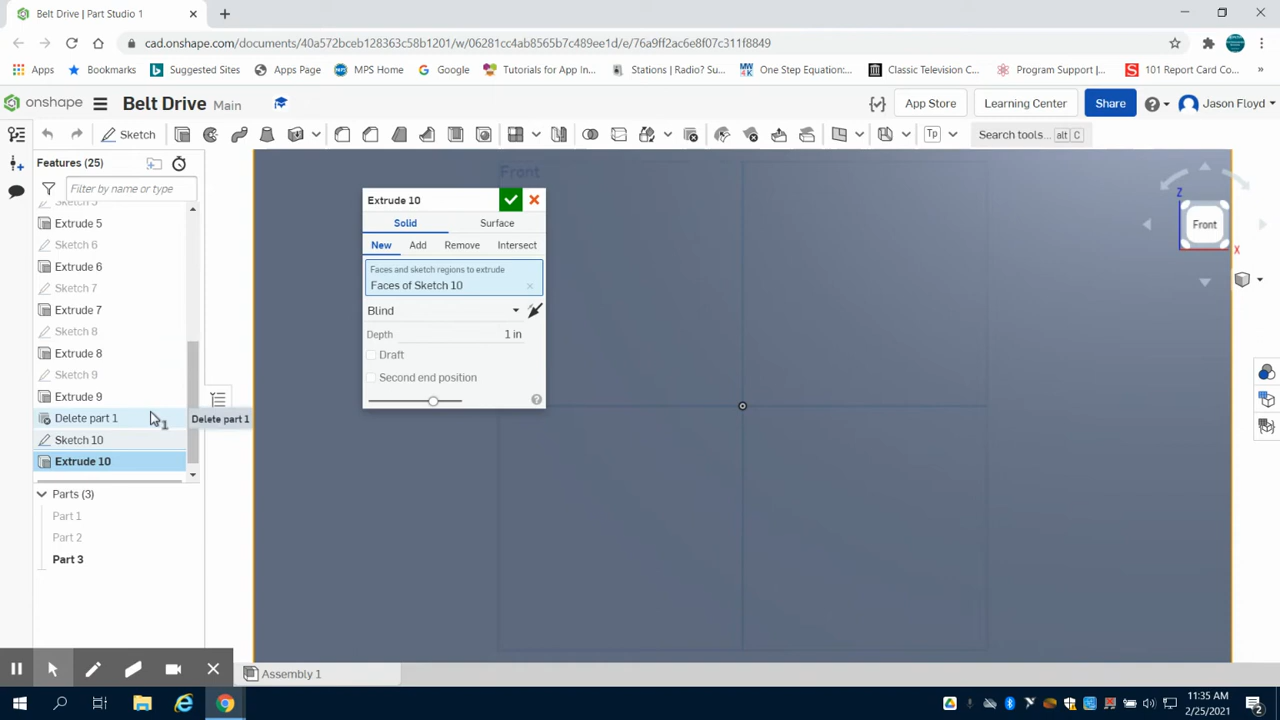 Belt Drive | Part Studio 1
cad.onshape.com/documents/40a572bceb128363c58b1201/w/06281cc4ab8565b7c489ee1d/e/76a9ff2ac6e8f07c311f8849
Apps
Bookmarks
Suggested Sites
Apps Page
MPS Home
Google
Tutorials for App In...
Stations | Radio? Su...
One Step Equation:...
Classic Television C...
Program Support |...
101 Report Card Co...
onshape
Belt Drive Main
App Store
Learning Center
Share
Jason Floyd
Sketch
Tp
Search tools... alt C
Features (25)
Filter by name or type
Sketch 5
Extrude 5
Sketch 6
Extrude 6
Sketch 7
Extrude 7
Sketch 8
Extrude 8
Sketch 9
Extrude 9
Delete part 1
Delete part 1
Sketch 10
Extrude 10
Parts (3)
Part 1
Part 2
Part 3
Front
Extrude 10
Solid
Surface
New
Add
Remove
Intersect
Faces and sketch regions to extrude
Faces of Sketch 10
Blind
Depth 1 in
Draft
Second end position
Z
Front
X
Assembly 1
11:35 AM
2/25/2021
2